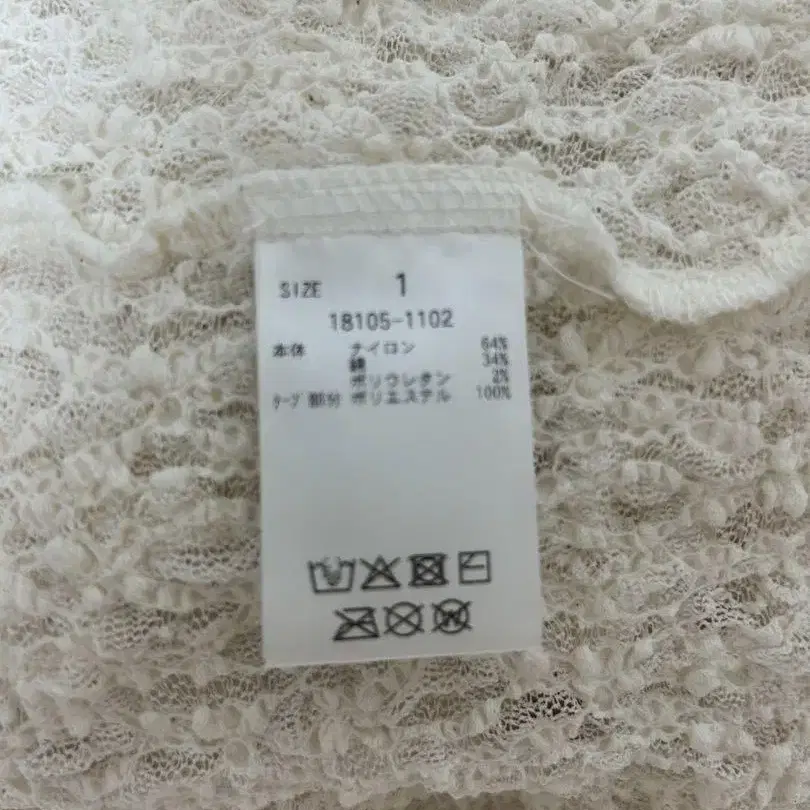 SIZE 1
18105-1102
本体 ナイロン 64%
綿 34%
ポリウレタン 2%
テープ部分 ポリエステル 100%